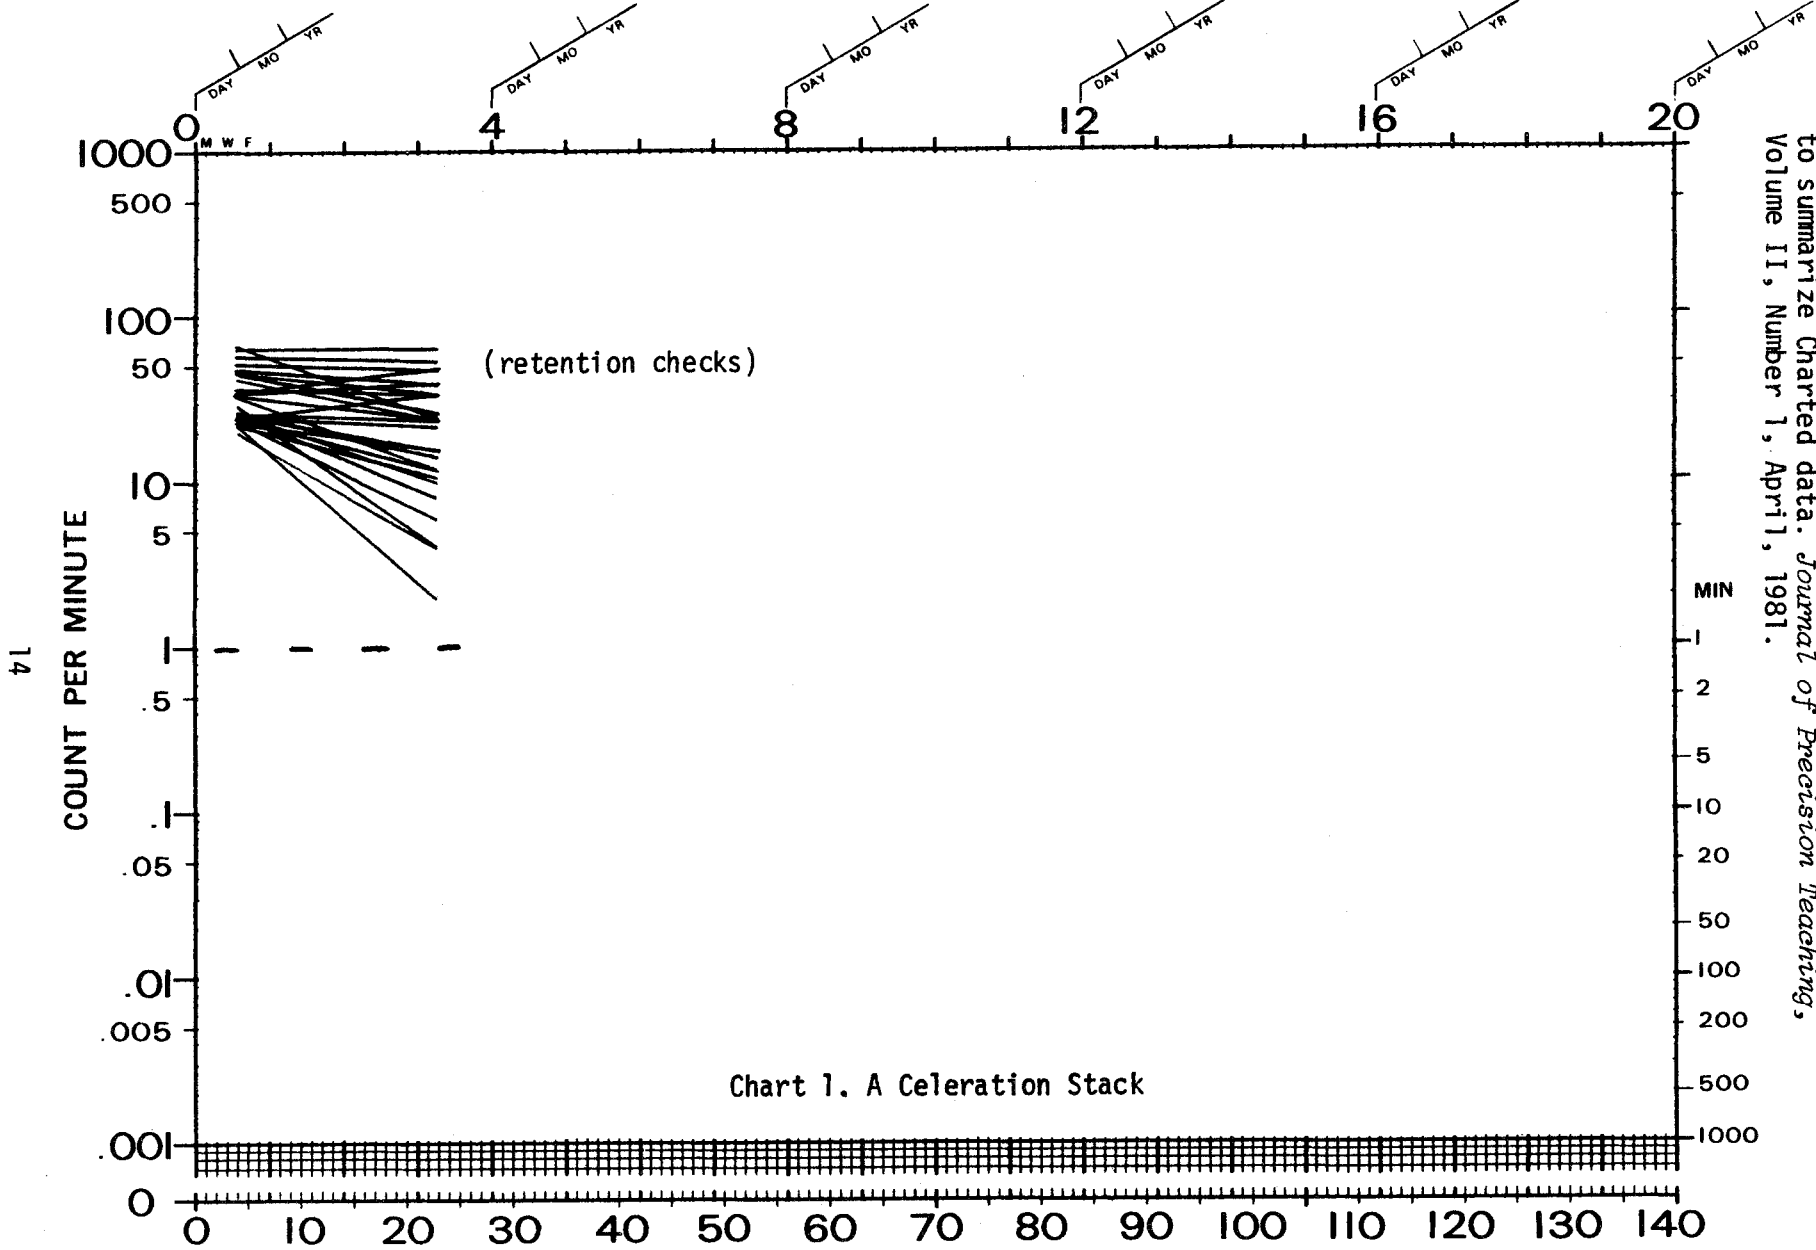 DAY MO YR DAY MO YR DAY MO YR DAY MO YR DAY MO YR DAY MO YR
0 4 8 12 16 20
M W F
1000
500
100
50
10
5
1
.5
.1
.05
.01
.005
.001
0
COUNT PER MINUTE
(retention checks)
Chart 1. A Celeration Stack
MIN
1
2
5
10
20
50
100
200
500
1000
0 10 20 30 40 50 60 70 80 90 100 110 120 130 140
14
to summarize Charted data. Journal of Precision Teaching,
Volume II, Number 1, April, 1981.